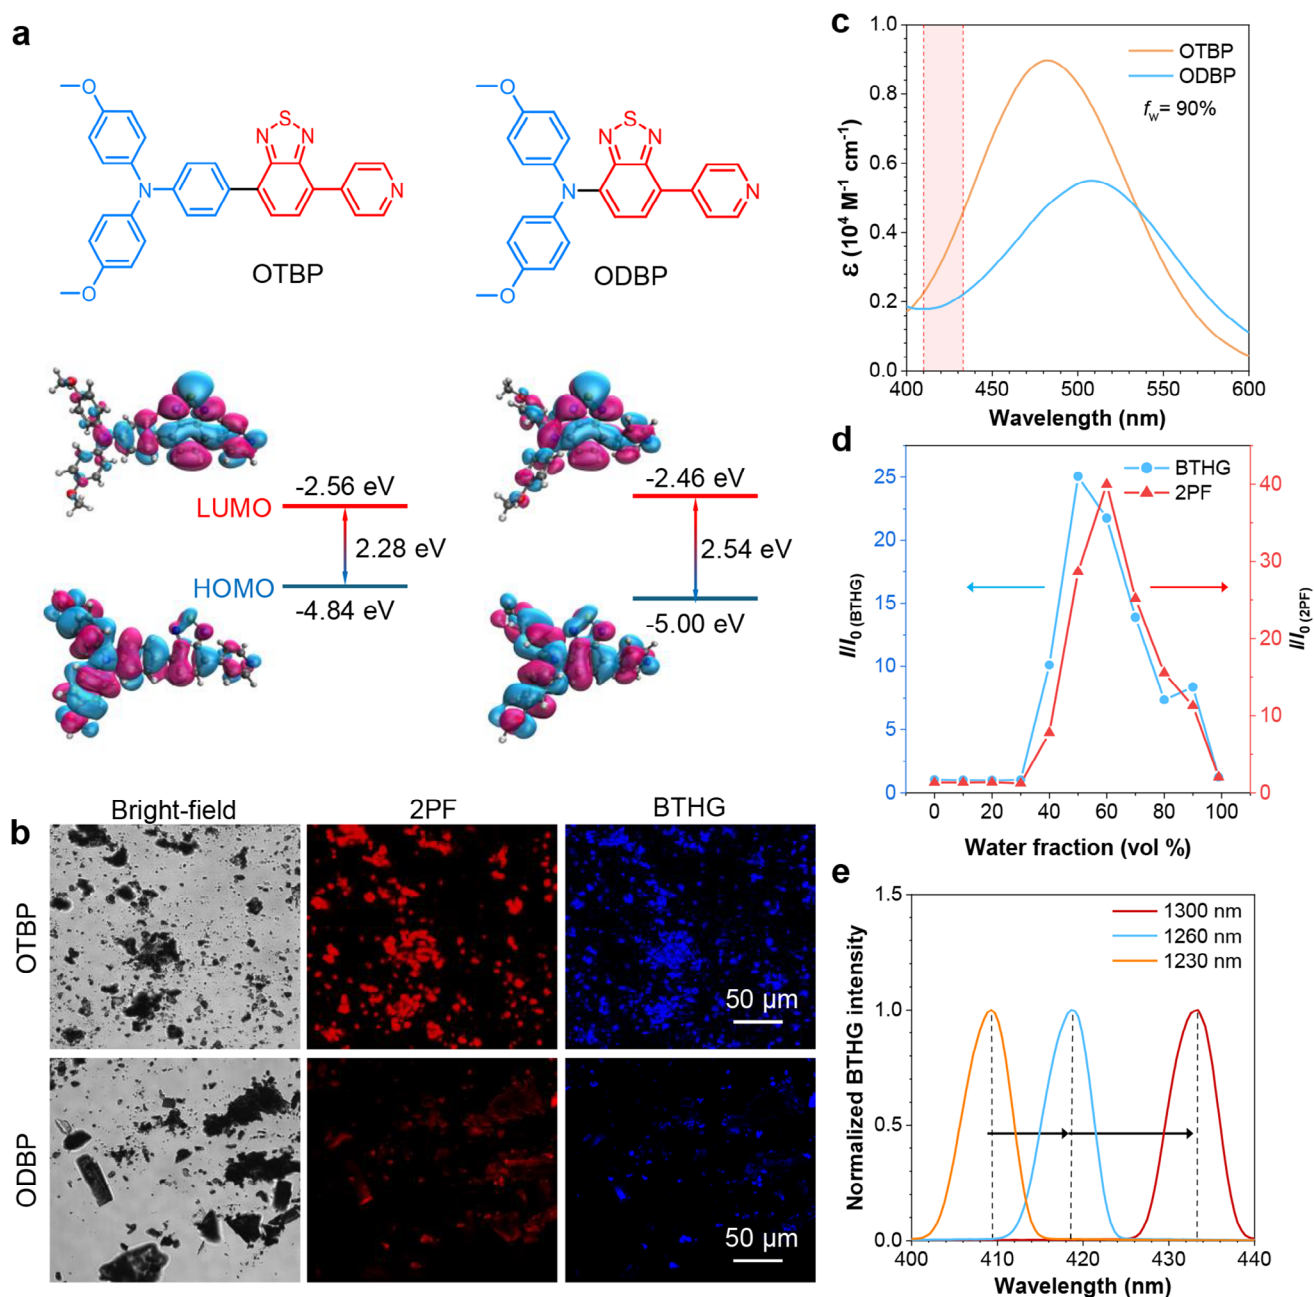 a
O
N
O
N
S
N
N
OTBP
O
N
O
N
S
N
N
ODBP
-2.56 eV
LUMO
2.28 eV
HOMO
-4.84 eV
-2.46 eV
2.54 eV
-5.00 eV
b
Bright-field
2PF
BTHG
OTBP
50 μm
ODBP
50 μm
c
1.0
0.8
0.6
0.4
0.2
0.0
ε (10⁴ M⁻¹ cm⁻¹)
OTBP
ODBP
fw= 90%
400 450 500 550 600
Wavelength (nm)
d
25
20
15
10
5
0
I/I0 (BTHG)
BTHG
2PF
40
30
20
10
0
I/I0(2PF)
0 20 40 60 80 100
Water fraction (vol %)
e
1.5
1.0
0.5
0.0
Normalized BTHG intensity
1300 nm
1260 nm
1230 nm
400 410 420 430 440
Wavelength (nm)